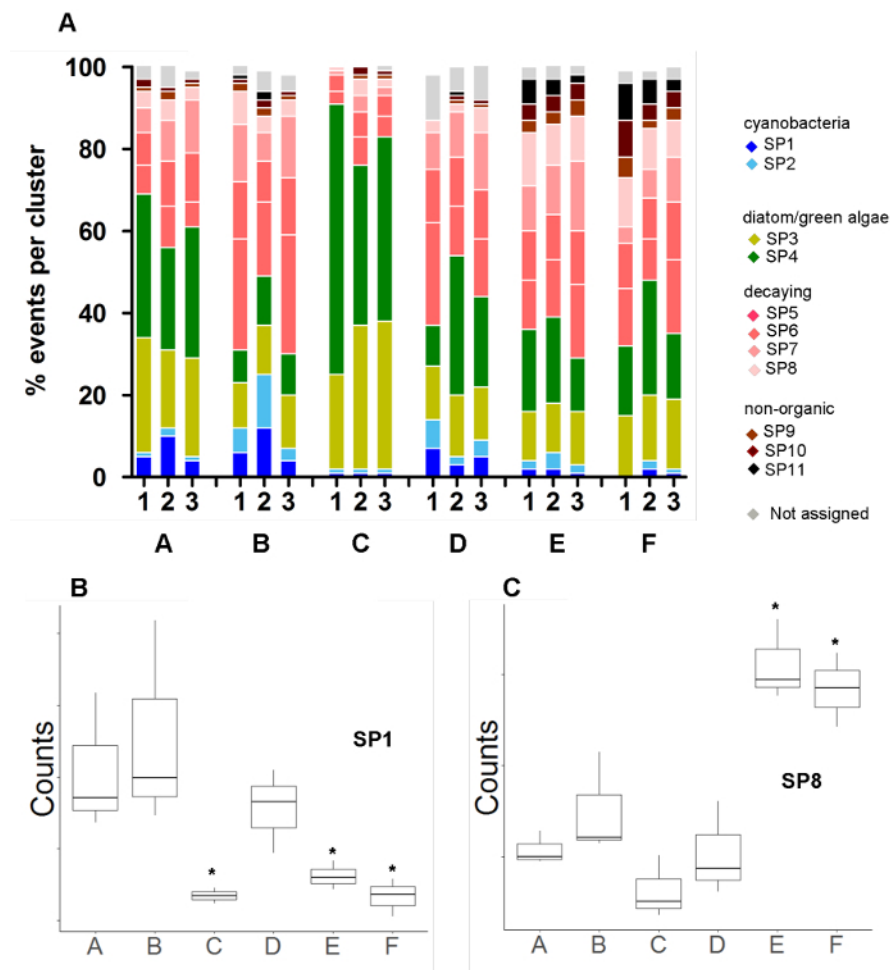 A
100
80
60
40
20
0
% events per cluster
1 2 3 1 2 3 1 2 3 1 2 3 1 2 3 1 2 3
A B C D E F
cyanobacteria
SP1
SP2
diatom/green algae
SP3
SP4
decaying
SP5
SP6
SP7
SP8
non-organic
SP9
SP10
SP11
Not assigned
B
Counts
SP1
* * *
A B C D E F
C
Counts
SP8
* *
A B C D E F